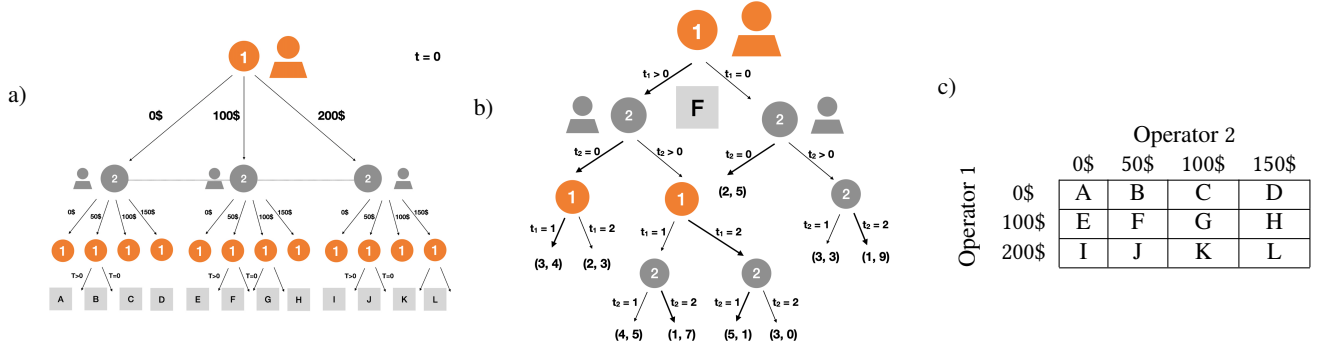 a)
1
t = 0
0$
100$
200$
2
2
2
0$
50$
100$
150$
0$
50$
100$
150$
0$
50$
100$
150$
1
1
1
1
1
1
1
1
1
1
1
1
T>0
T=0
T>0
T=0
T>0
T=0
A
B
C
D
E
F
G
H
I
J
K
L
b)
1
t₁ > 0
t₁ = 0
2
F
2
t₂ = 0
t₂ > 0
t₂ = 0
t₂ > 0
1
1
(2, 5)
2
t₁ = 1
t₁ = 2
t₁ = 1
t₁ = 2
t₂ = 1
t₂ = 2
(3, 4)
(2, 3)
2
2
(3, 3)
(1, 9)
t₂ = 1
t₂ = 2
t₂ = 1
t₂ = 2
(4, 5)
(1, 7)
(5, 1)
(3, 0)
c)
Operator 2
0$ 50$ 100$ 150$
Operator 1
0$ A B C D
100$ E F G H
200$ I J K L